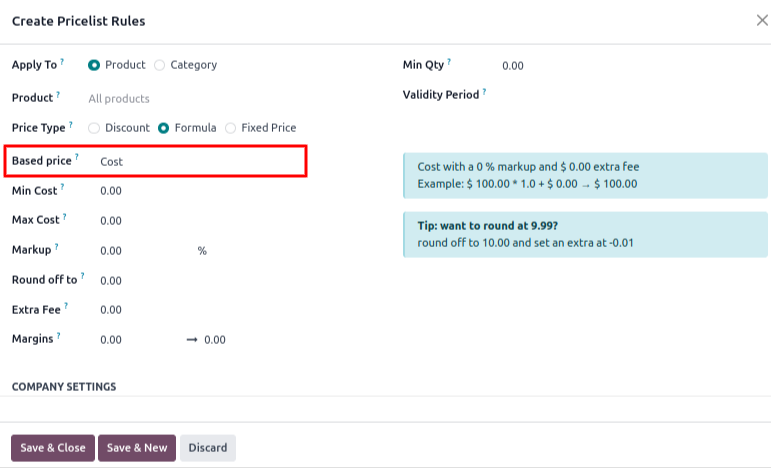 Create Pricelist Rules
Apply To ? Product Category
Min Qty ? 0.00
Product ? All products
Validity Period ?
Price Type ? Discount Formula Fixed Price
Based price ? Cost
Cost with a 0 % markup and $ 0.00 extra fee
Example: $ 100.00 * 1.0 + $ 0.00 → $ 100.00
Min Cost ? 0.00
Max Cost ? 0.00
Tip: want to round at 9.99?
round off to 10.00 and set an extra at -0.01
Markup ? 0.00 %
Round off to ? 0.00
Extra Fee ? 0.00
Margins ? 0.00 → 0.00
COMPANY SETTINGS
Save & Close Save & New Discard